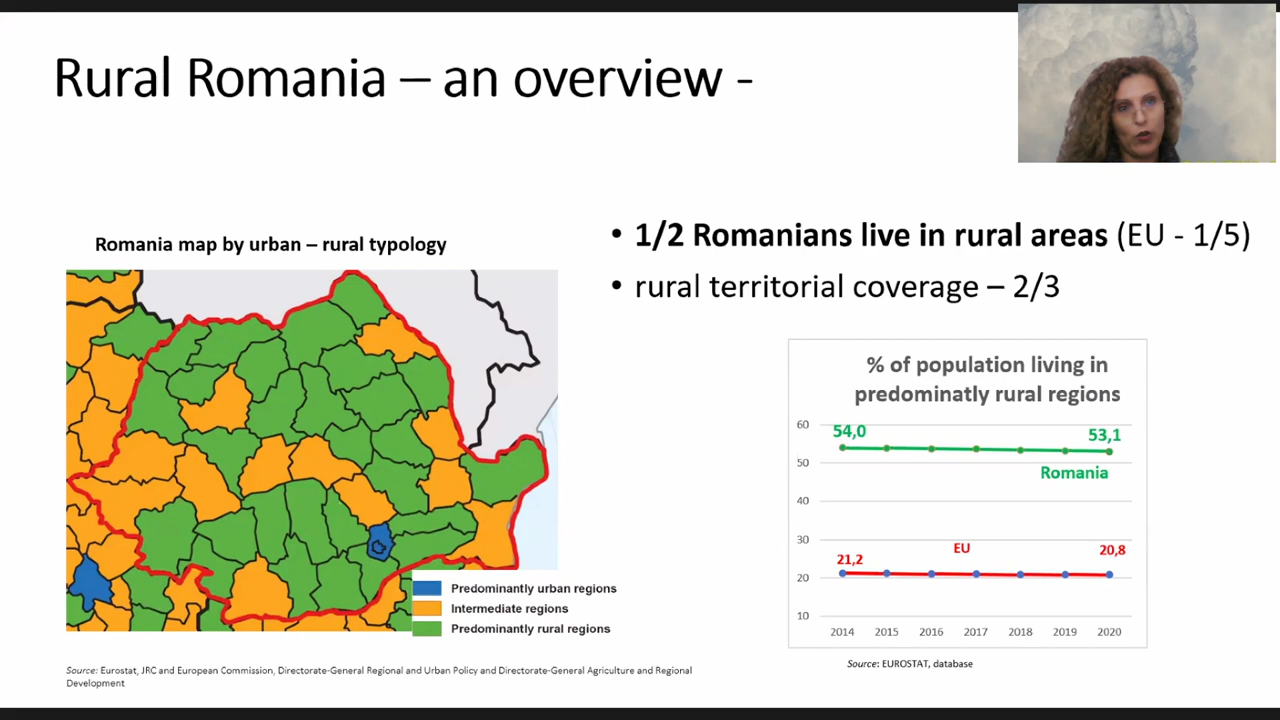 Rural Romania – an overview -
Romania map by urban – rural typology
Predominantly urban regions
Intermediate regions
Predominantly rural regions
Source: Eurostat, JRC and European Commission, Directorate-General Regional and Urban Policy and Directorate-General Agriculture and Regional
Development
• 1/2 Romanians live in rural areas (EU - 1/5)
• rural territorial coverage – 2/3
% of population living in
predominatly rural regions
60
54,0
53,1
50
Romania
40
30
EU
21,2
20,8
20
10
2014 2015 2016 2017 2018 2019 2020
Source: EUROSTAT, database